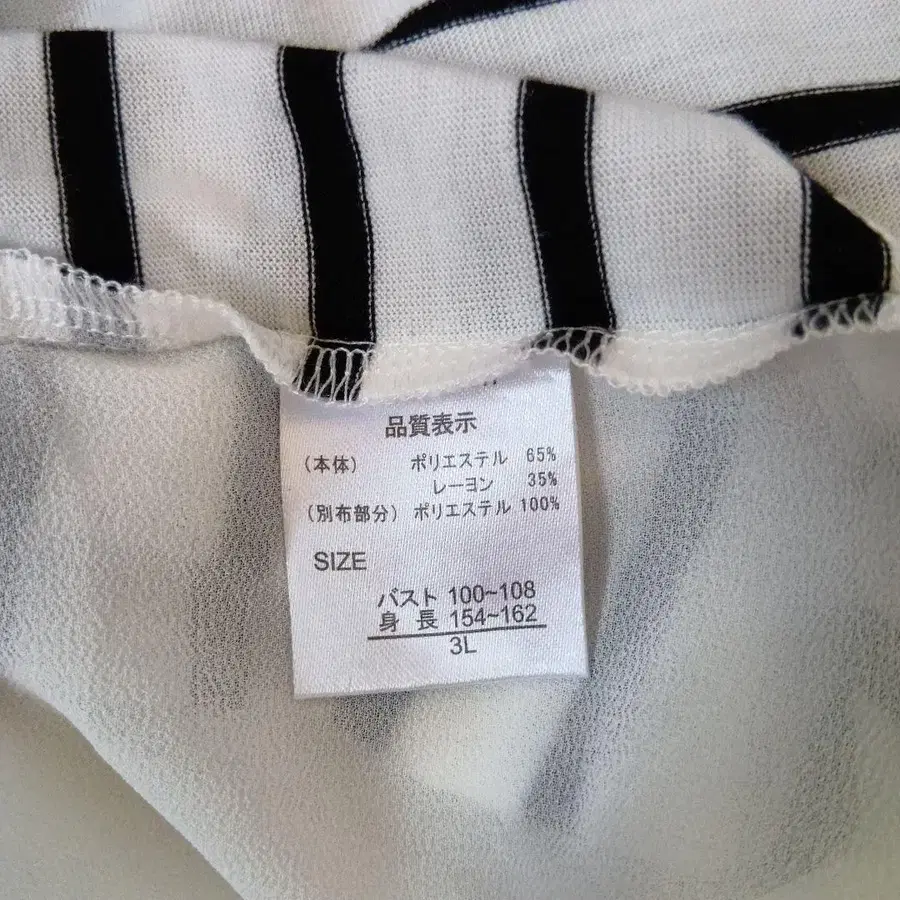 品質表示
(本体) ポリエステル 65%
レーヨン 35%
(別布部分) ポリエステル 100%
SIZE
バスト 100~108
身 長 154~162
3L